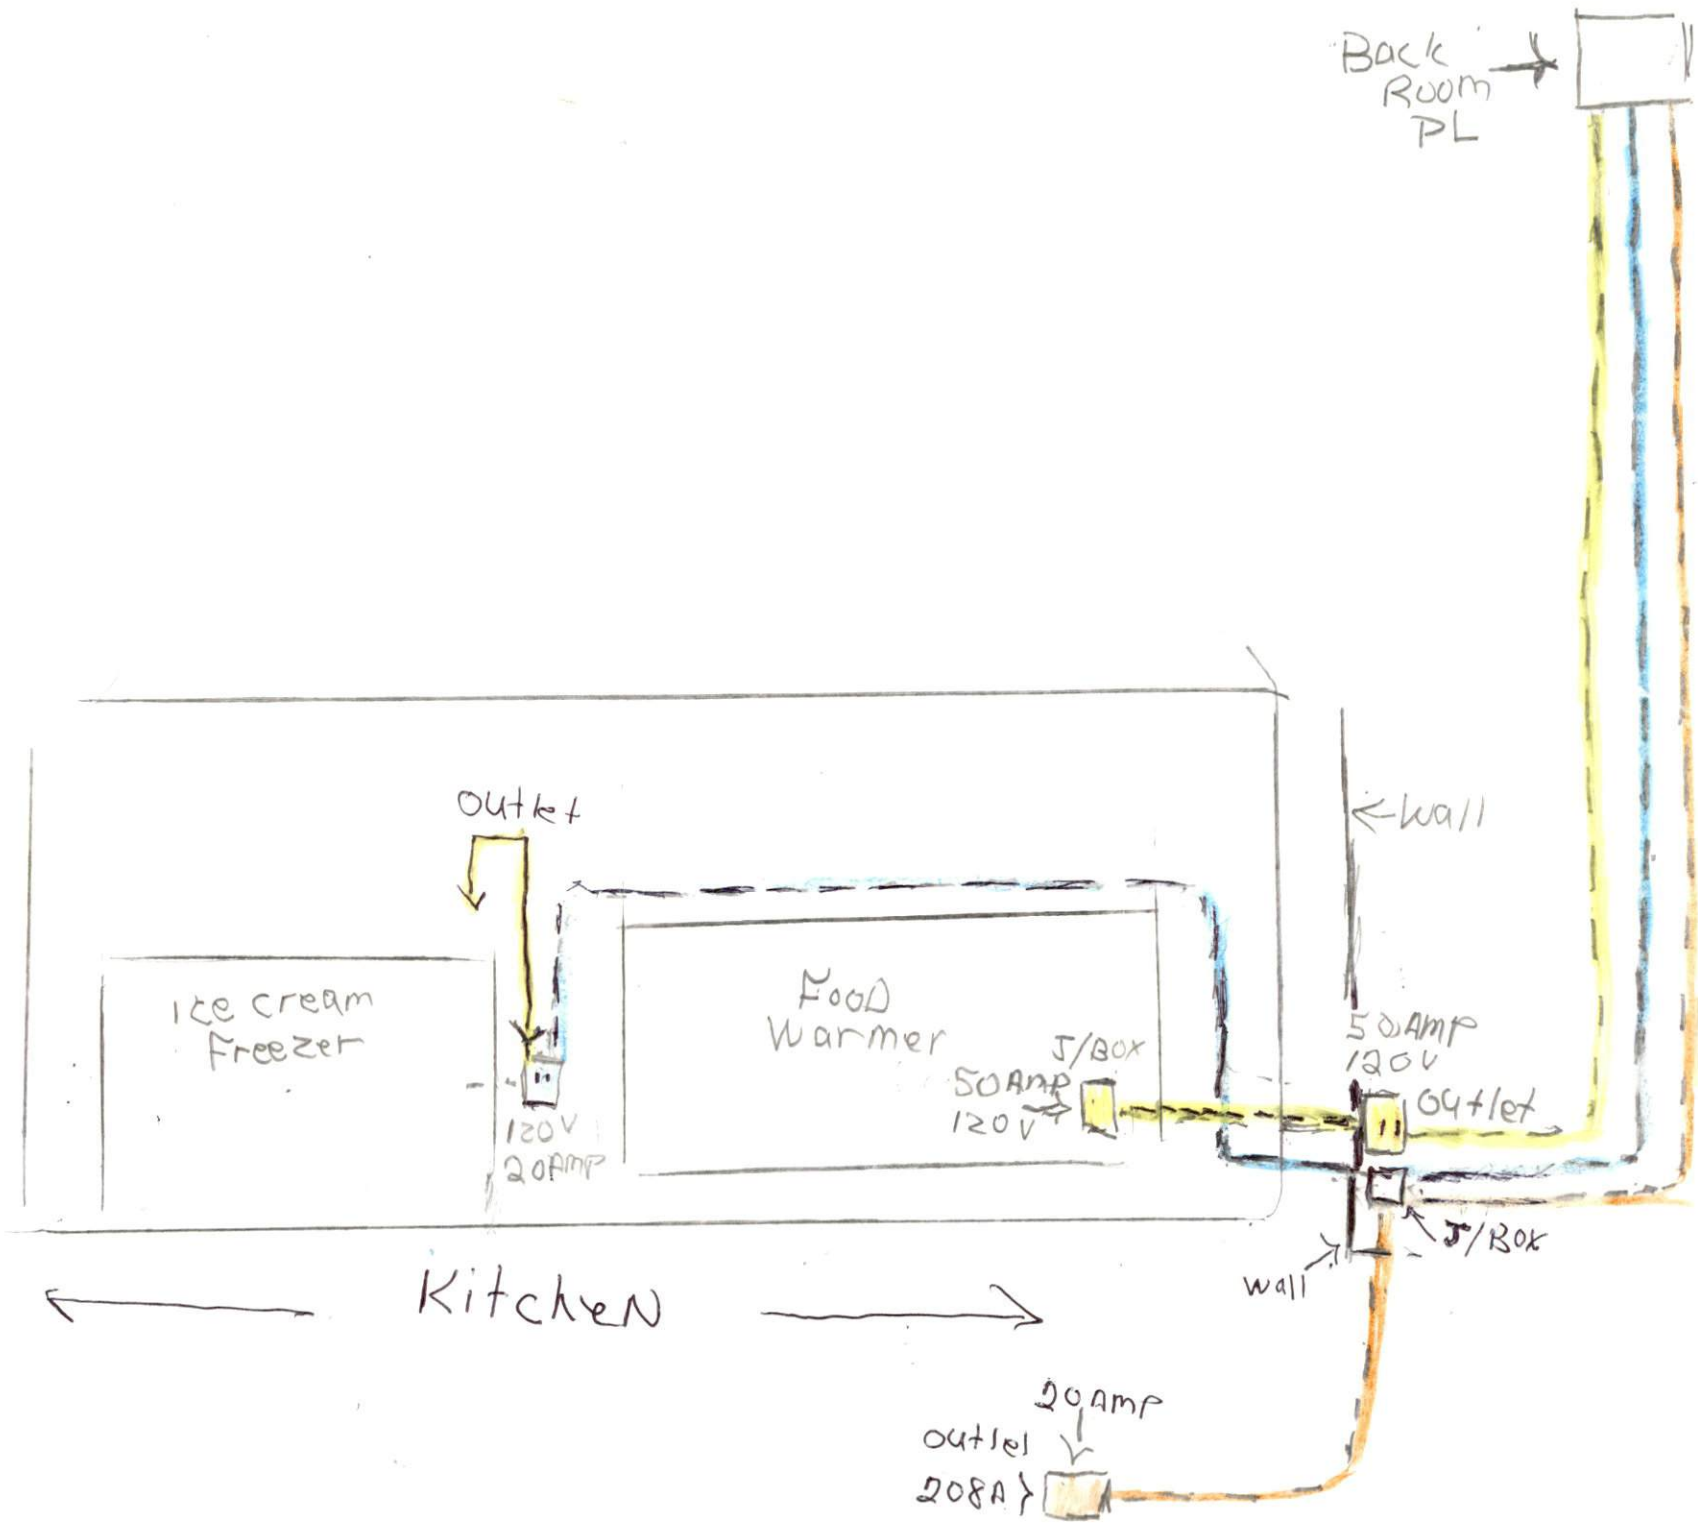 Back
Room
PL
outlet
←Wall
ice cream
Freezer
FOOD
Warmer
J/BOX
50AMP
120V
50AMP
120V
outlet
120V
20AMP
J/BOX
wall
KitcheN
20AMP
outlet
208A}